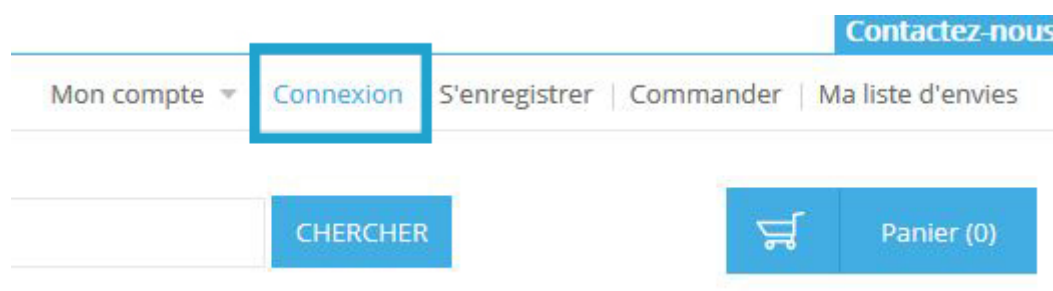 Contactez-nous
Mon compte Connexion S'enregistrer | Commander | Ma liste d'envies
CHERCHER Panier (0)